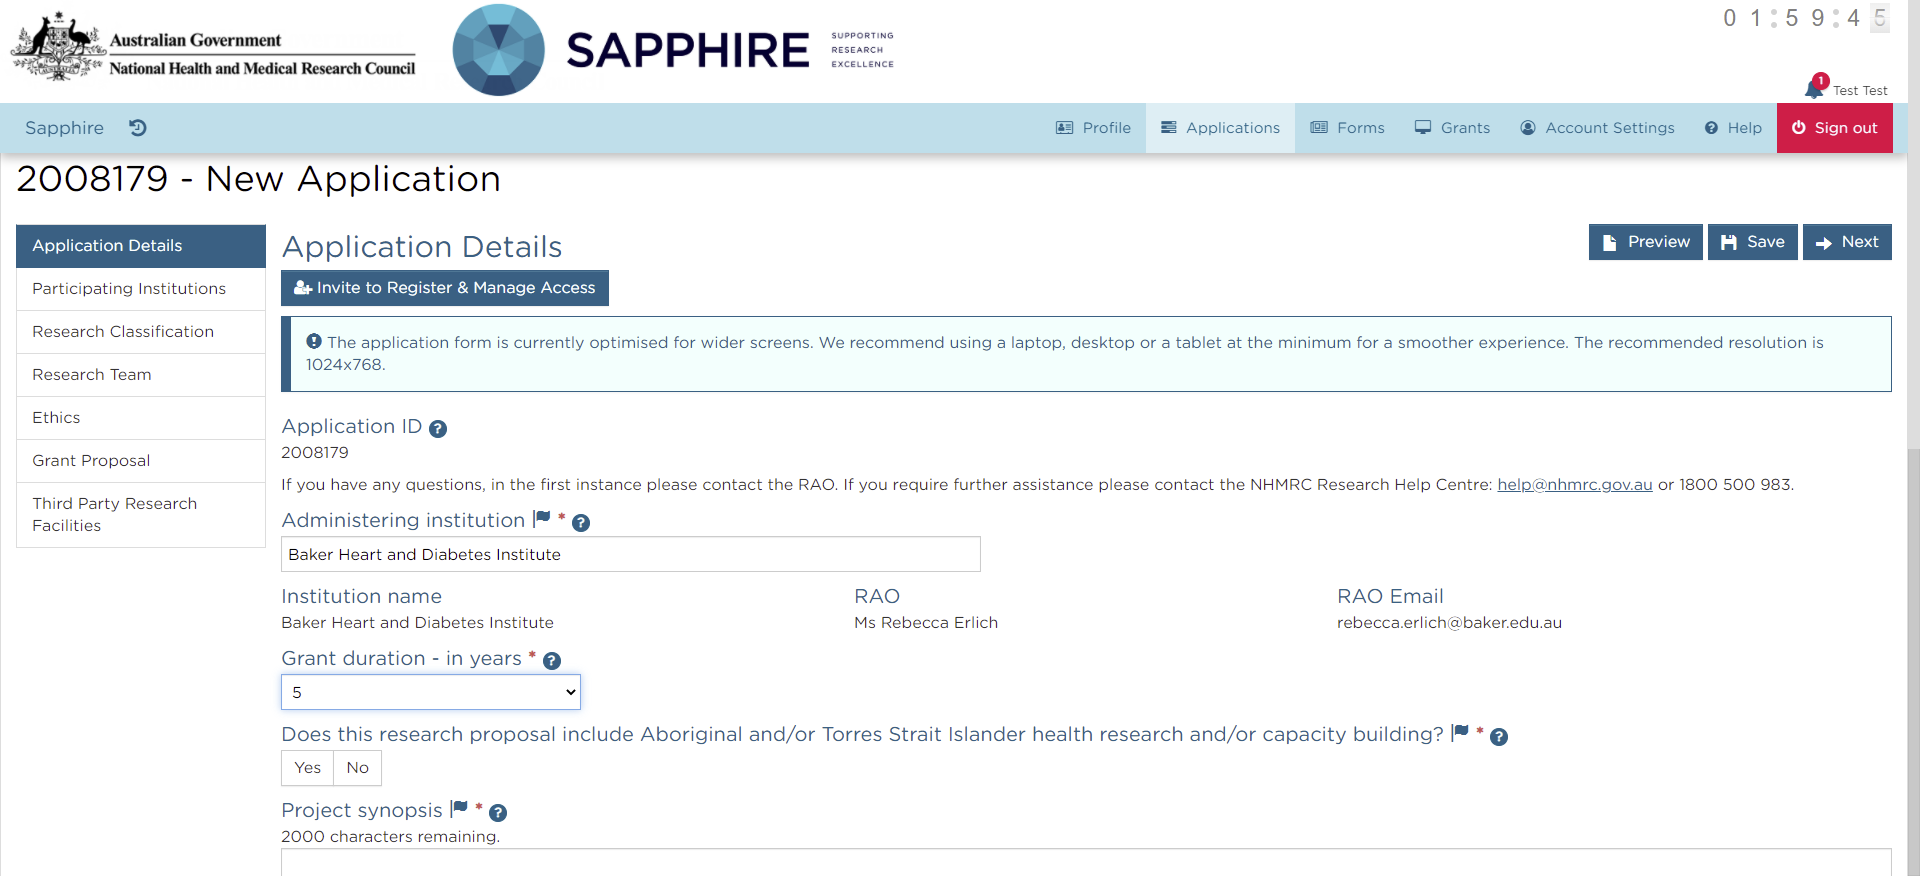 Australian Government
National Health and Medical Research Council
SAPPHIRE
SUPPORTING
RESEARCH
EXCELLENCE
01:59:45
1
Test Test
Sapphire
Profile
Applications
Forms
Grants
Account Settings
Help
Sign out
2008179 - New Application
Application Details
Participating Institutions
Research Classification
Research Team
Ethics
Grant Proposal
Third Party Research
Facilities
Application Details
Preview
Save
Next
Invite to Register & Manage Access
The application form is currently optimised for wider screens. We recommend using a laptop, desktop or a tablet at the minimum for a smoother experience. The recommended resolution is
1024x768.
Application ID
2008179
If you have any questions, in the first instance please contact the RAO. If you require further assistance please contact the NHMRC Research Help Centre: help@nhmrc.gov.au or 1800 500 983.
Administering institution *
Baker Heart and Diabetes Institute
Institution name
Baker Heart and Diabetes Institute
RAO
Ms Rebecca Erlich
RAO Email
rebecca.erlich@baker.edu.au
Grant duration - in years *
5
Does this research proposal include Aboriginal and/or Torres Strait Islander health research and/or capacity building? *
Yes No
Project synopsis *
2000 characters remaining.